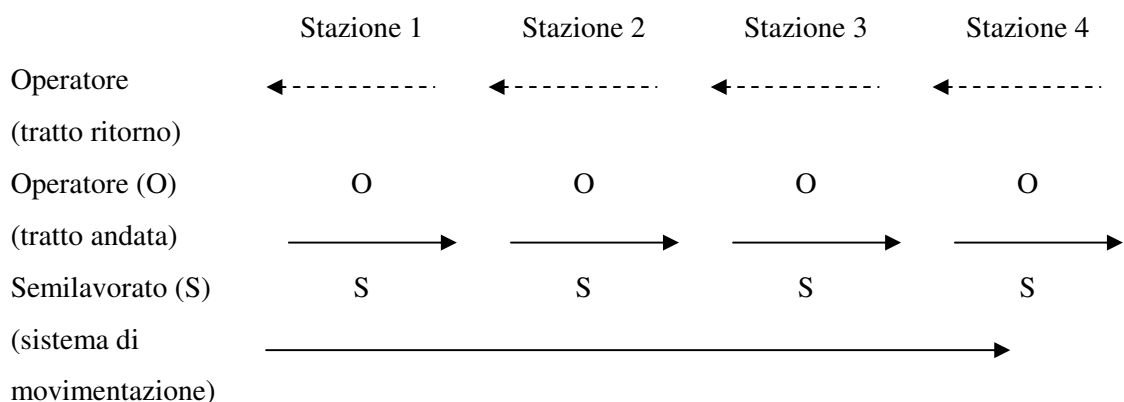 Stazione 1 Stazione 2 Stazione 3 Stazione 4
Operatore
(tratto ritorno)
Operatore (O) O O O O
(tratto andata)
Semilavorato (S) S S S S
(sistema di
movimentazione)